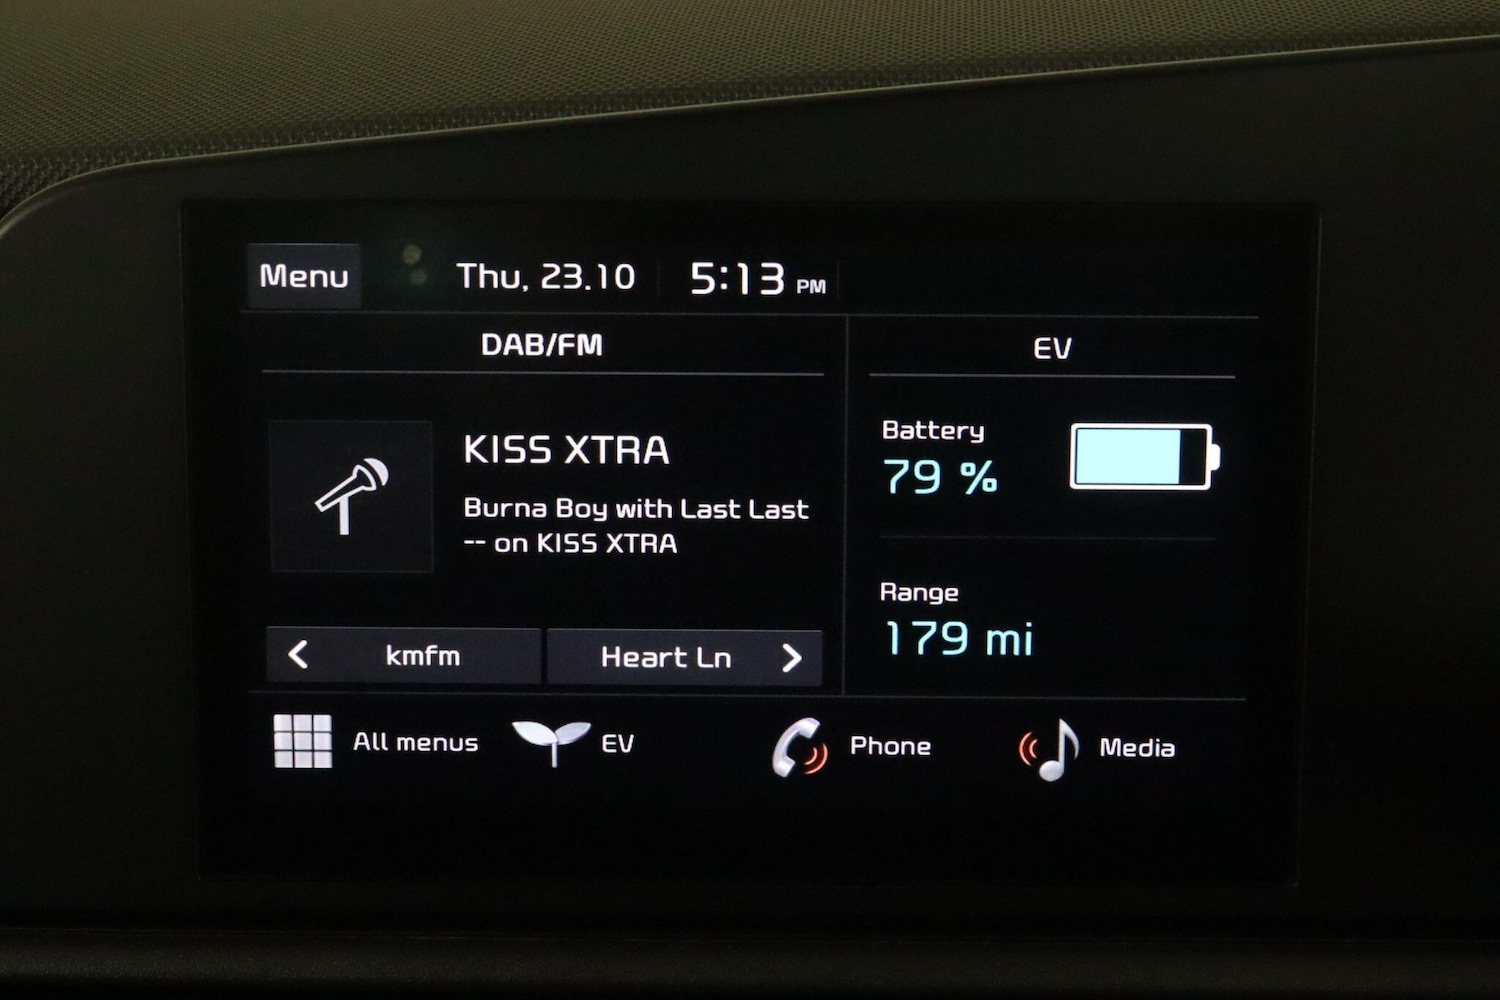 Menu
Thu, 23.10
5:13 PM
DAB/FM
KISS XTRA
Burna Boy with Last Last
-- on KISS XTRA
kmfm
Heart Ln
EV
Battery
79 %
Range
179 mi
All menus
EV
Phone
Media